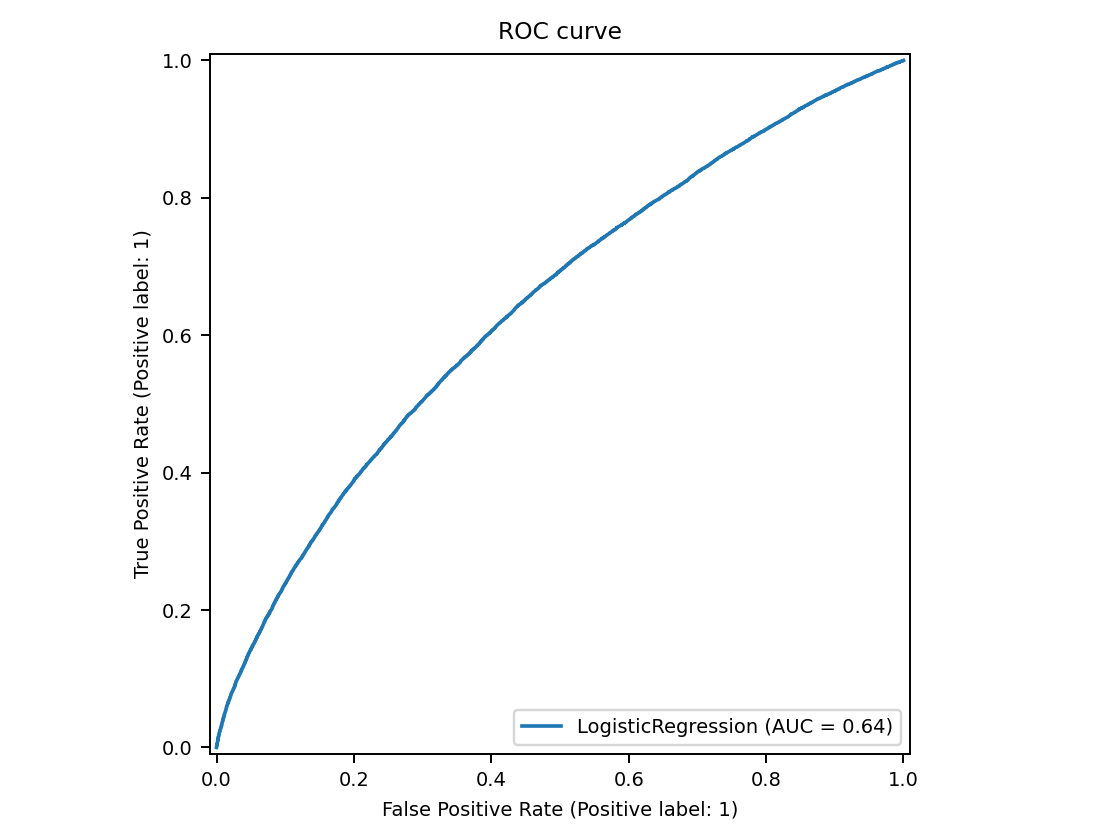 ROC curve
1.0
0.8
0.6
0.4
0.2
0.0
True Positive Rate (Positive label: 1)
LogisticRegression (AUC = 0.64)
0.0 0.2 0.4 0.6 0.8 1.0
False Positive Rate (Positive label: 1)